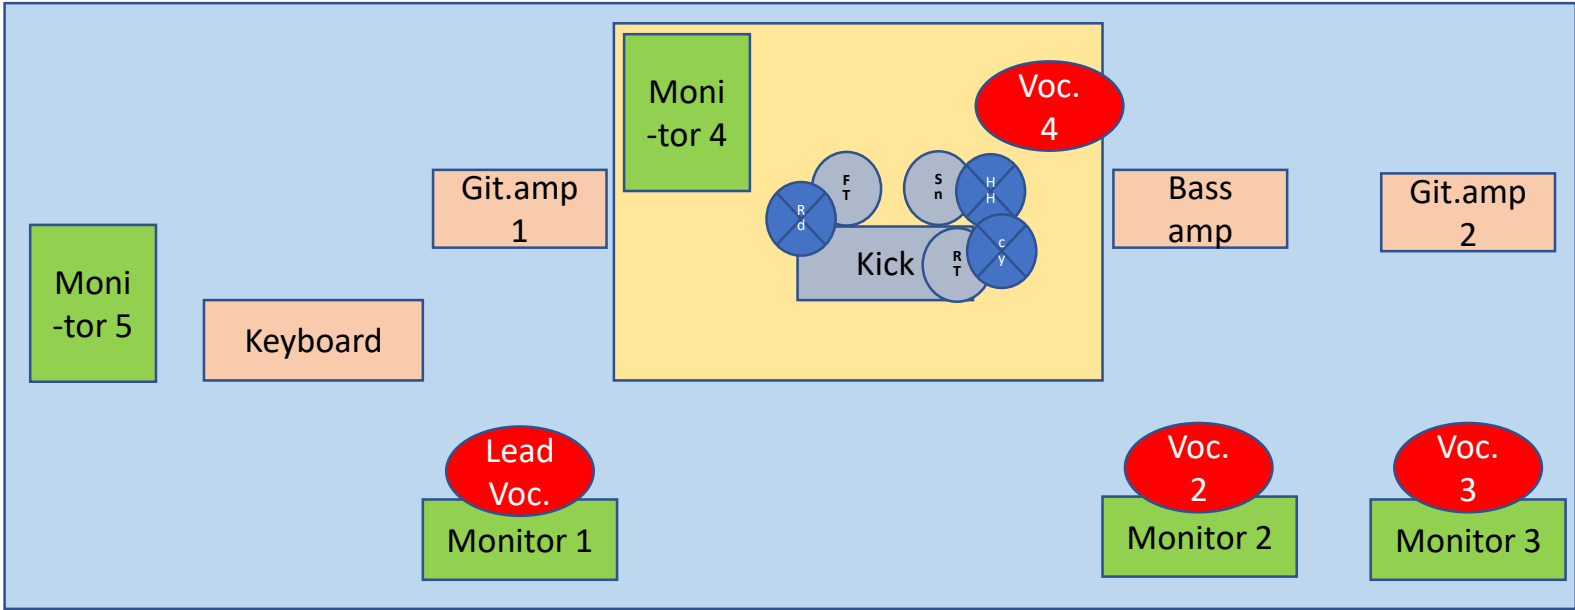 Moni
-tor 4
Voc.
4
Git.amp
1
F
T
S
n
H
H
Bass
amp
Git.amp
2
R
d
Kick
R
T
c
y
Moni
-tor 5
Keyboard
Lead
Voc.
Monitor 1
Voc.
2
Monitor 2
Voc.
3
Monitor 3